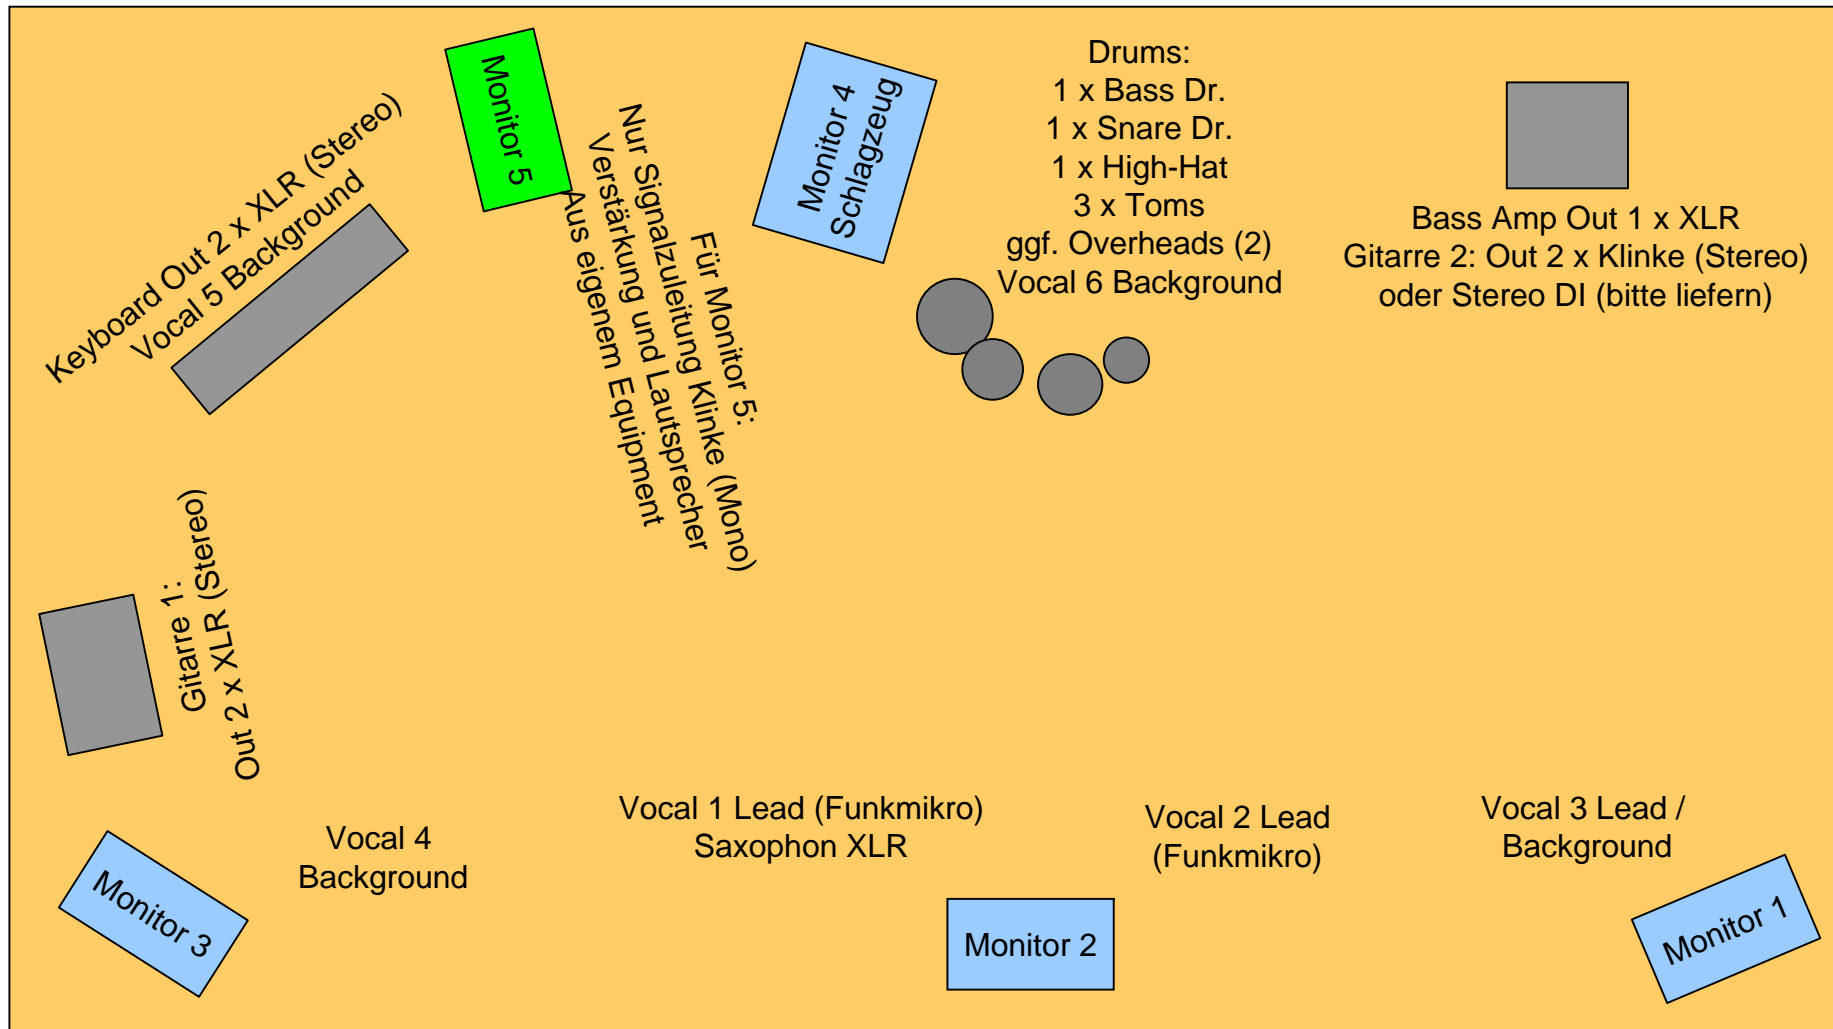 Keyboard Out 2 x XLR (Stereo)
Vocal 5 Background
Monitor 5
Für Monitor 5:
Nur Signalzuleitung Klinke (Mono)
Verstärkung und Lautsprecher
Aus eigenem Equipment
Monitor 4
Schlagzeug
Drums:
1 x Bass Dr.
1 x Snare Dr.
1 x High-Hat
3 x Toms
ggf. Overheads (2)
Vocal 6 Background
Bass Amp Out 1 x XLR
Gitarre 2: Out 2 x Klinke (Stereo)
oder Stereo DI (bitte liefern)
Gitarre 1:
Out 2 x XLR (Stereo)
Monitor 3
Vocal 4
Background
Vocal 1 Lead (Funkmikro)
Saxophon XLR
Monitor 2
Vocal 2 Lead
(Funkmikro)
Vocal 3 Lead /
Background
Monitor 1